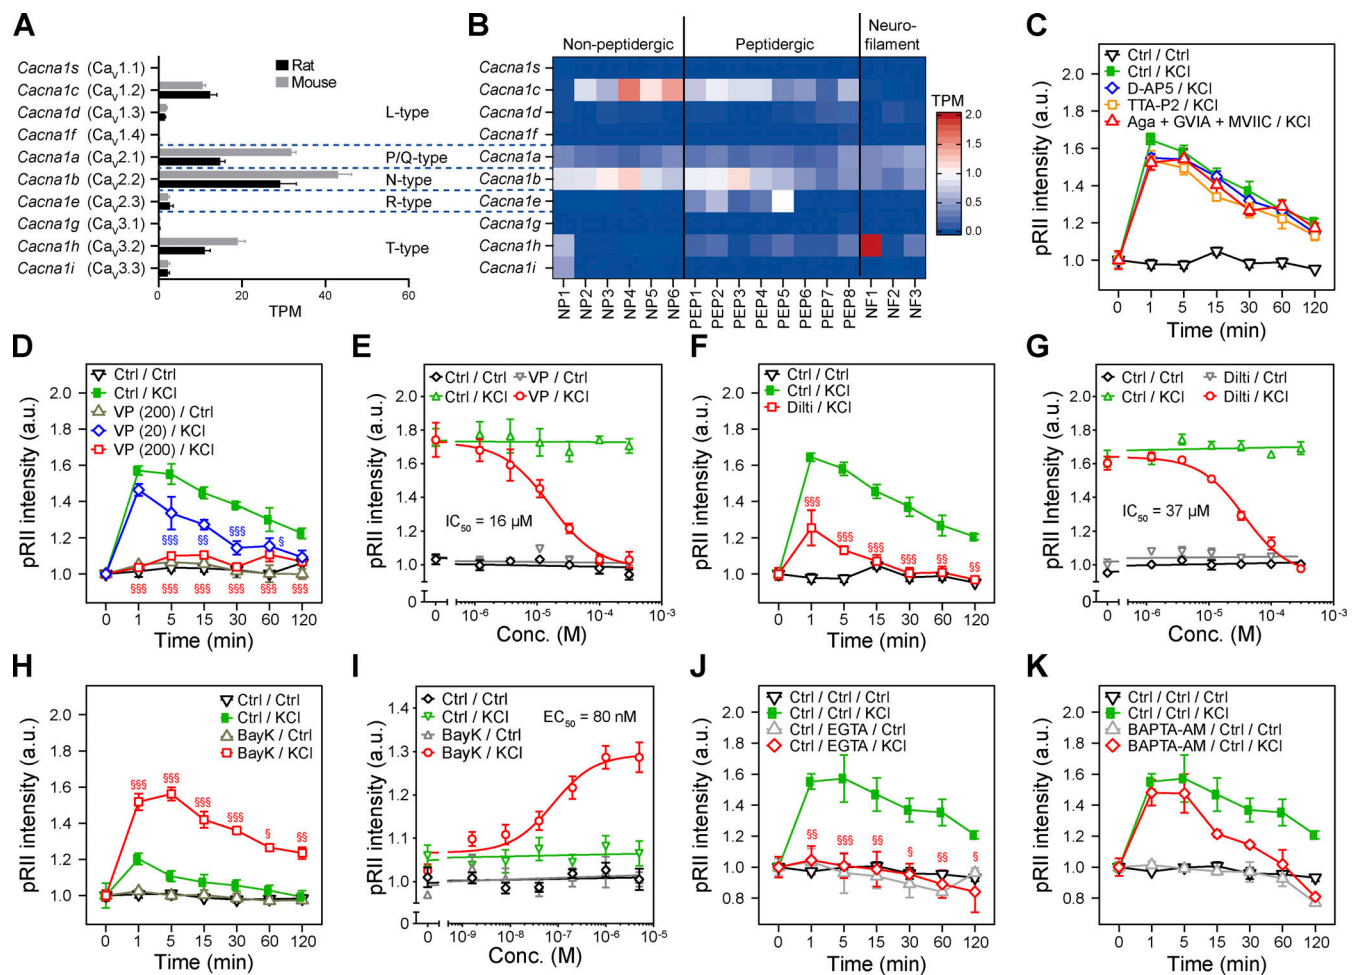 A
Rat
Mouse
Cacna1s (CaV1.1)
Cacna1c (CaV1.2)
Cacna1d (CaV1.3)
Cacna1f (CaV1.4)
Cacna1a (CaV2.1)
Cacna1b (CaV2.2)
Cacna1e (CaV2.3)
Cacna1g (CaV3.1)
Cacna1h (CaV3.2)
Cacna1i (CaV3.3)
L-type
P/Q-type
N-type
R-type
T-type
0 20 40 60
TPM
B
Non-peptidergic
Peptidergic
Neuro-
filament
Cacna1s
Cacna1c
Cacna1d
Cacna1f
Cacna1a
Cacna1b
Cacna1e
Cacna1g
Cacna1h
Cacna1i
NP1 NP2 NP3 NP4 NP5 NP6 PEP1 PEP2 PEP3 PEP4 PEP5 PEP6 PEP7 PEP8 NF1 NF2 NF3
TPM
2.0
1.5
1.0
0.5
0.0
C
Ctrl / Ctrl
Ctrl / KCl
D-AP5 / KCl
TTA-P2 / KCl
Aga + GVIA + MVIIC / KCl
pRII intensity (a.u.)
2.0
1.8
1.6
1.4
1.2
1.0
0
0 1 5 15 30 60 120
Time (min)
D
Ctrl / Ctrl
Ctrl / KCl
VP (200) / Ctrl
VP (20) / KCl
VP (200) / KCl
pRII intensity (a.u.)
2.0
1.8
1.6
1.4
1.2
1.0
0
§§§ §§ §§§ §
§§§ §§§ §§§ §§§ §§§ §§§
0 1 5 15 30 60 120
Time (min)
E
Ctrl / Ctrl VP / Ctrl
Ctrl / KCl VP / KCl
pRII intensity (a.u.)
2.0
1.8
1.6
1.4
1.2
1.0
0
IC50 = 16 µM
0 10-6 10-5 10-4 10-3
Conc. (M)
F
Ctrl / Ctrl
Ctrl / KCl
Dilti / KCl
pRII intensity (a.u.)
2.0
1.8
1.6
1.4
1.2
1.0
0
§§§ §§§ §§ §§§ §§ §§
0 1 5 15 30 60 120
Time (min)
G
Ctrl / Ctrl Dilti / Ctrl
Ctrl / KCl Dilti / KCl
pRII Intensity (a.u.)
2.0
1.8
1.6
1.4
1.2
1.0
0
IC50 = 37 µM
0 10-6 10-5 10-4 10-3
Conc. (M)
H
Ctrl / Ctrl
Ctrl / KCl
BayK / Ctrl
BayK / KCl
pRII intensity (a.u.)
2.0
1.8
1.6
1.4
1.2
1.0
0
§§§ §§§ §§§ §§§ § §§
0 1 5 15 30 60 120
Time (min)
I
Ctrl / Ctrl
Ctrl / KCl
BayK / Ctrl
BayK / KCl
EC50 = 80 nM
pRII intensity (a.u.)
1.4
1.3
1.2
1.1
1.0
0
0 10-9 10-8 10-7 10-6 10-5
Conc. (M)
J
Ctrl / Ctrl / Ctrl
Ctrl / Ctrl / KCl
Ctrl / EGTA / Ctrl
Ctrl / EGTA / KCl
pRII intensity (a.u.)
2.0
1.8
1.6
1.4
1.2
1.0
0.8
0
§§ §§§ §§ § §§ §
0 1 5 15 30 60 120
Time (min)
K
Ctrl / Ctrl / Ctrl
Ctrl / Ctrl / KCl
BAPTA-AM / Ctrl / Ctrl
BAPTA-AM / Ctrl / KCl
pRII intensity (a.u.)
2.0
1.8
1.6
1.4
1.2
1.0
0.8
0
0 1 5 15 30 60 120
Time (min)